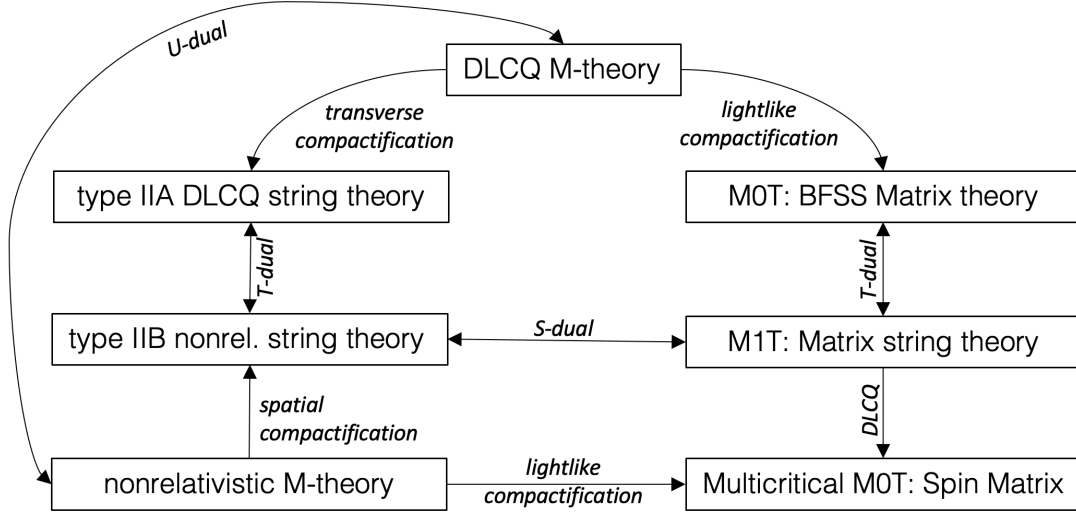 U-dual
DLCQ M-theory
transverse
compactification
lightlike
compactification
type IIA DLCQ string theory
M0T: BFSS Matrix theory
T-dual
T-dual
type IIB nonrel. string theory
S-dual
M1T: Matrix string theory
spatial
compactification
DLCQ
nonrelativistic M-theory
lightlike
compactification
Multicritical M0T: Spin Matrix